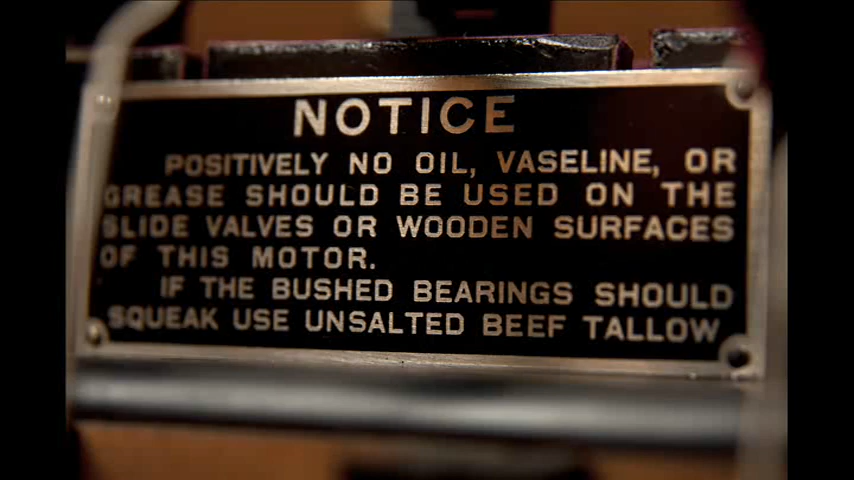 NOTICE
POSITIVELY NO OIL, VASELINE, OR
GREASE SHOULD BE USED ON THE
SLIDE VALVES OR WOODEN SURFACES
OF THIS MOTOR.
IF THE BUSHED BEARINGS SHOULD
SQUEAK USE UNSALTED BEEF TALLOW